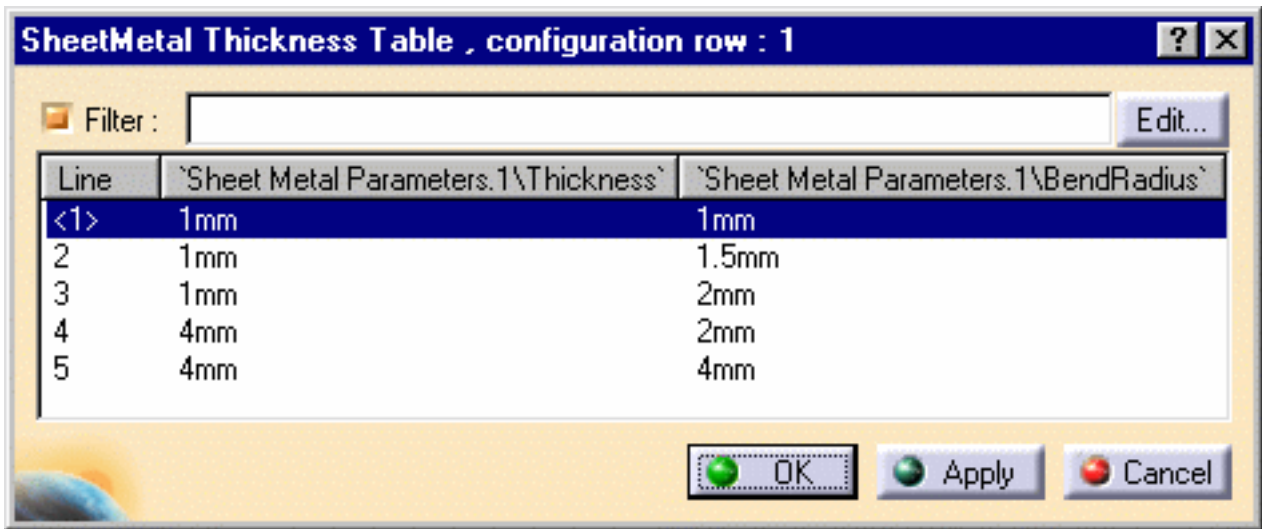 SheetMetal Thickness Table , configuration row : 1 ?
Filter : Edit...
Line `Sheet Metal Parameters.1\Thickness` `Sheet Metal Parameters.1\BendRadius`
<1> 1mm 1mm
2 1mm 1.5mm
3 1mm 2mm
4 4mm 2mm
5 4mm 4mm
OK Apply Cancel